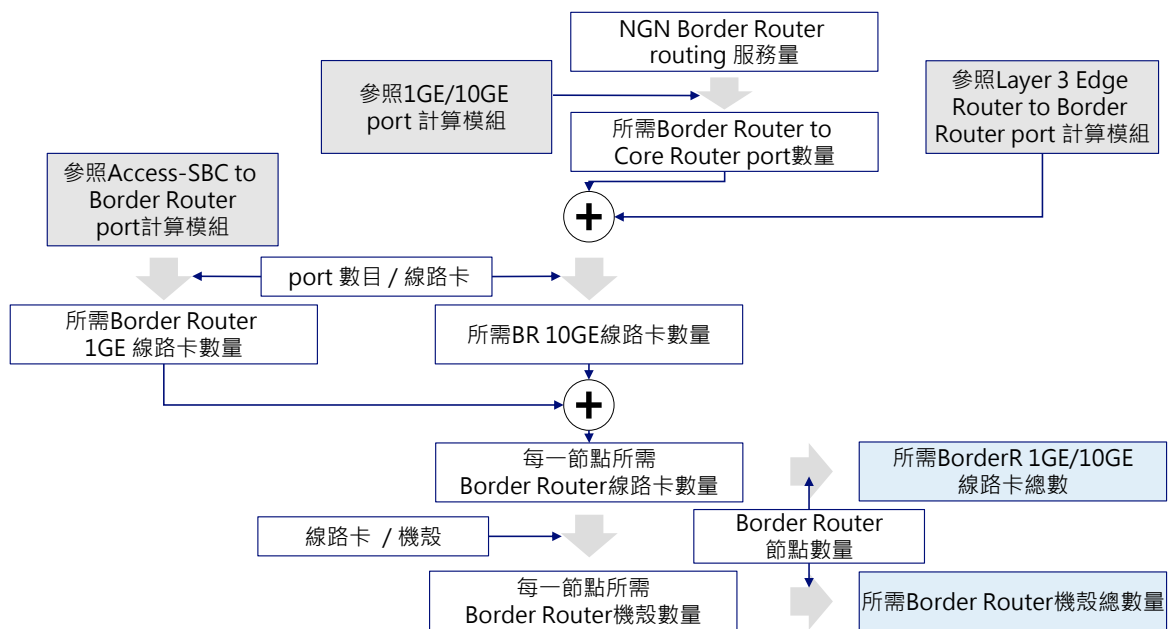 NGN Border Router
routing 服務量
參照1GE/10GE
port 計算模組
參照Layer 3 Edge
Router to Border
Router port 計算模組
所需Border Router to
Core Router port數量
參照Access-SBC to
Border Router
port計算模組
+
port 數目 / 線路卡
所需Border Router
1GE 線路卡數量
所需BR 10GE線路卡數量
+
每一節點所需
Border Router線路卡數量
所需BorderR 1GE/10GE
線路卡總數
線路卡 / 機殼
Border Router
節點數量
每一節點所需
Border Router機殼數量
所需Border Router機殼總數量